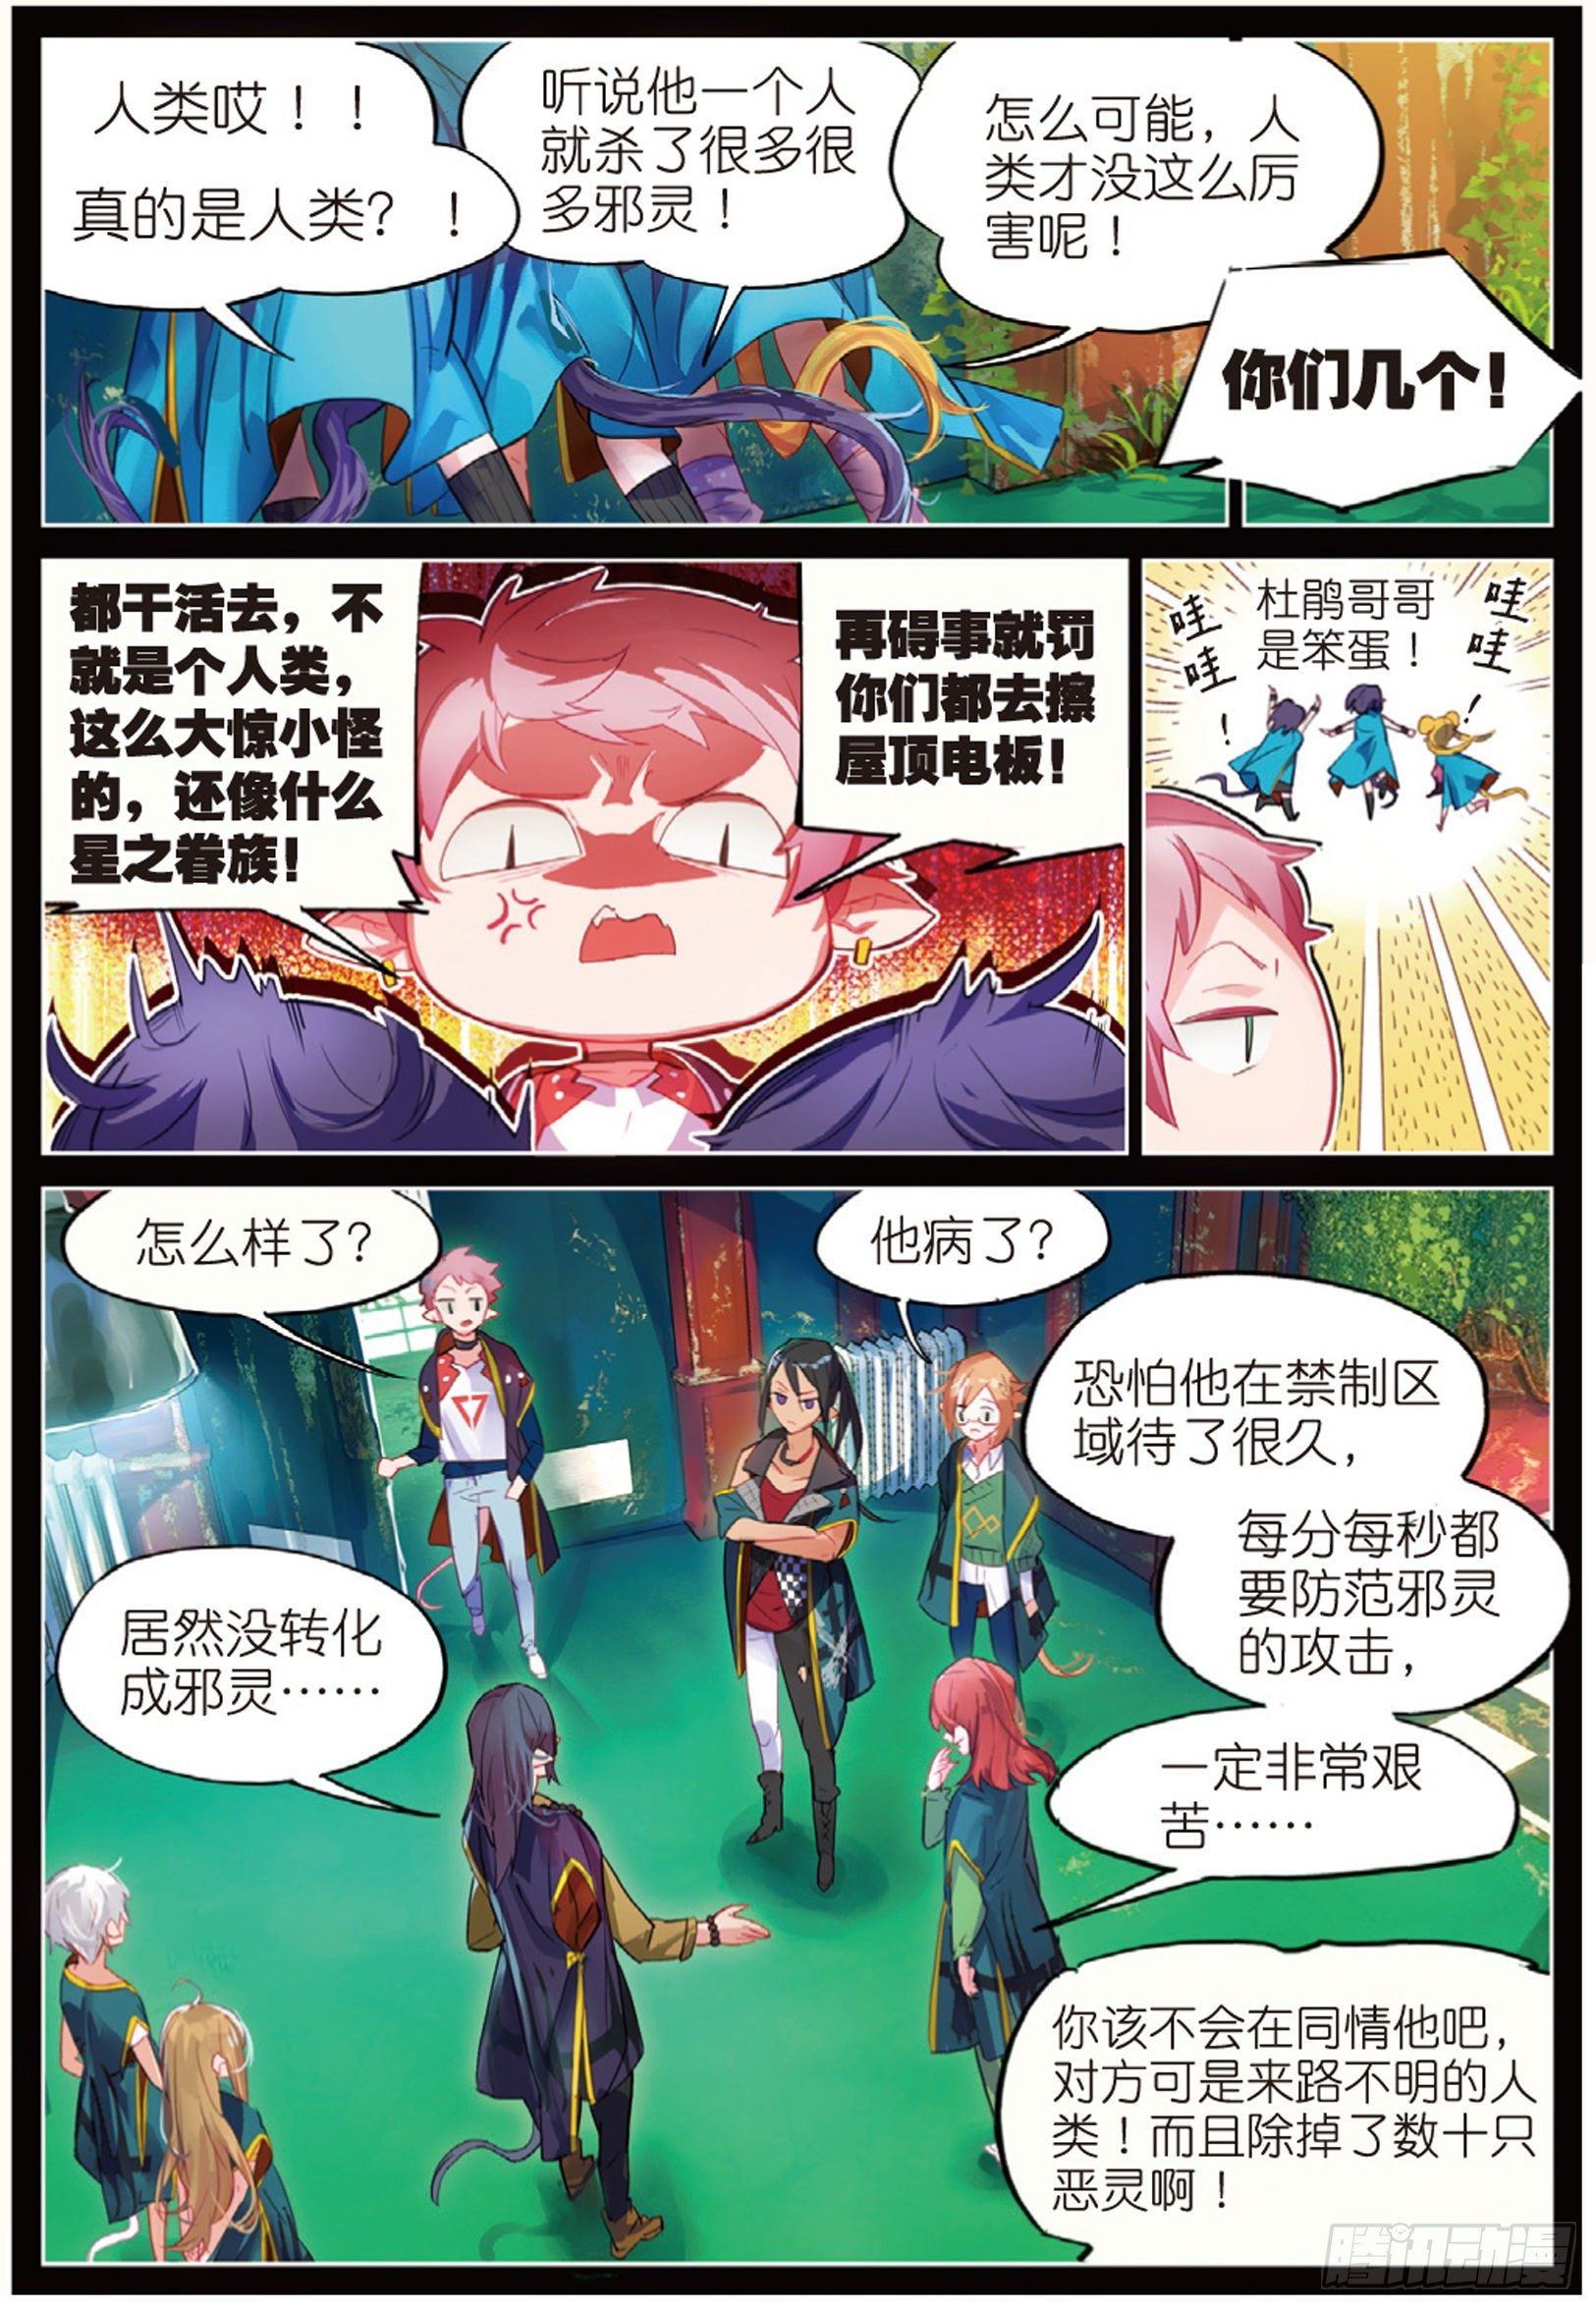 人类哎！！
真的是人类？！
听说他一个人
就杀了很多很
多邪灵！
怎么可能，人
类才没这么厉
害呢！
你们几个！
都干活去，不
就是个人类，
这么大惊小怪
的，还像什么
星之眷族！
再碍事就罚
你们都去擦
屋顶电板！
哇
哇
！
杜鹃哥哥
是笨蛋！
哇
哇
！
怎么样了？
他病了？
恐怕他在禁制区
域待了很久，
每分每秒都
要防范邪灵
的攻击，
一定非常艰
苦……
居然没转化
成邪灵……
你该不会在同情他吧，
对方可是来路不明的人
类！而且除掉了数十只
恶灵啊！
腾讯动漫